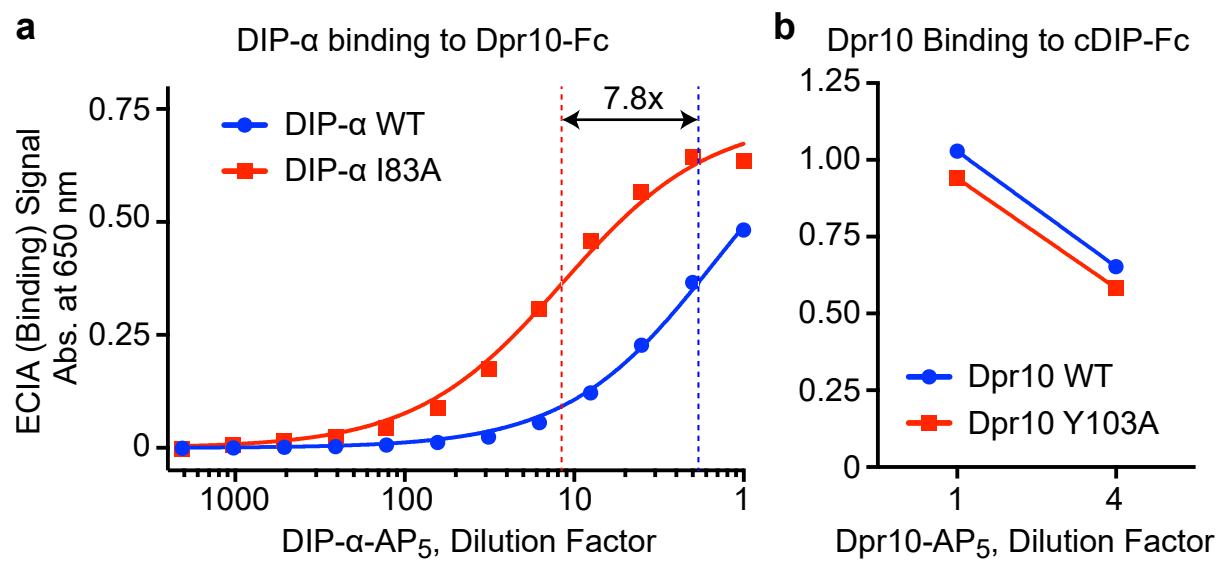 a
DIP-α binding to Dpr10-Fc
7.8x
DIP-α WT
DIP-α I83A
ECIA (Binding) Signal
Abs. at 650 nm
0.75
0.50
0.25
0
1000
100
10
1
DIP-α-AP5, Dilution Factor
b
Dpr10 Binding to cDIP-Fc
1.25
1.00
0.75
0.50
0.25
0
Dpr10 WT
Dpr10 Y103A
1
4
Dpr10-AP5, Dilution Factor